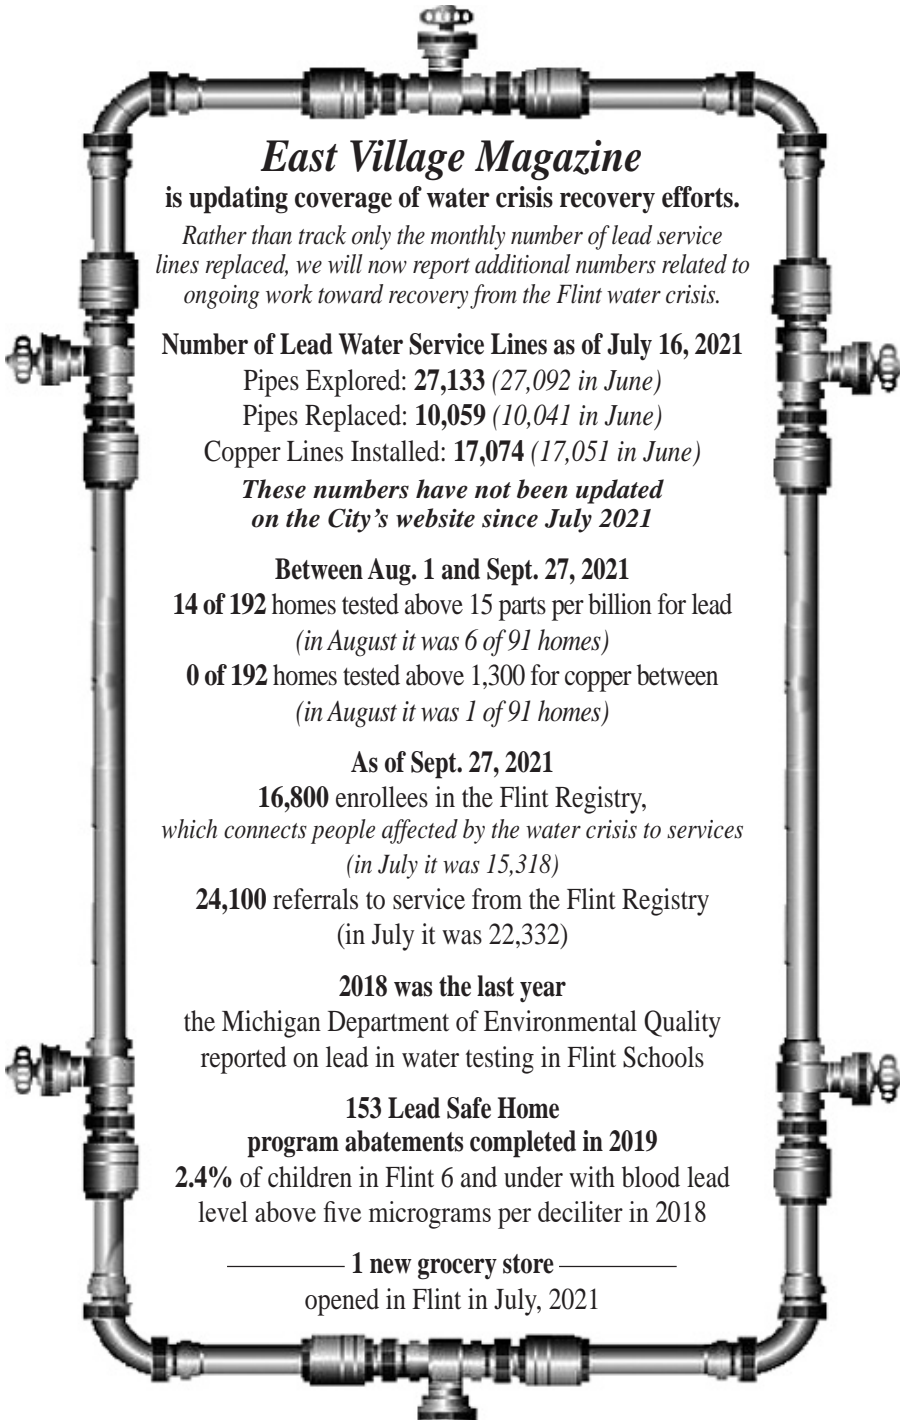 East Village Magazine
is updating coverage of water crisis recovery efforts.
Rather than track only the monthly number of lead service
lines replaced, we will now report additional numbers related to
ongoing work toward recovery from the Flint water crisis.
Number of Lead Water Service Lines as of July 16, 2021
Pipes Explored: 27,133 (27,092 in June)
Pipes Replaced: 10,059 (10,041 in June)
Copper Lines Installed: 17,074 (17,051 in June)
These numbers have not been updated
on the City’s website since July 2021
Between Aug. 1 and Sept. 27, 2021
14 of 192 homes tested above 15 parts per billion for lead
(in August it was 6 of 91 homes)
0 of 192 homes tested above 1,300 for copper between
(in August it was 1 of 91 homes)
As of Sept. 27, 2021
16,800 enrollees in the Flint Registry,
which connects people affected by the water crisis to services
(in July it was 15,318)
24,100 referrals to service from the Flint Registry
(in July it was 22,332)
2018 was the last year
the Michigan Department of Environmental Quality
reported on lead in water testing in Flint Schools
153 Lead Safe Home
program abatements completed in 2019
2.4% of children in Flint 6 and under with blood lead
level above five micrograms per deciliter in 2018
1 new grocery store
opened in Flint in July, 2021